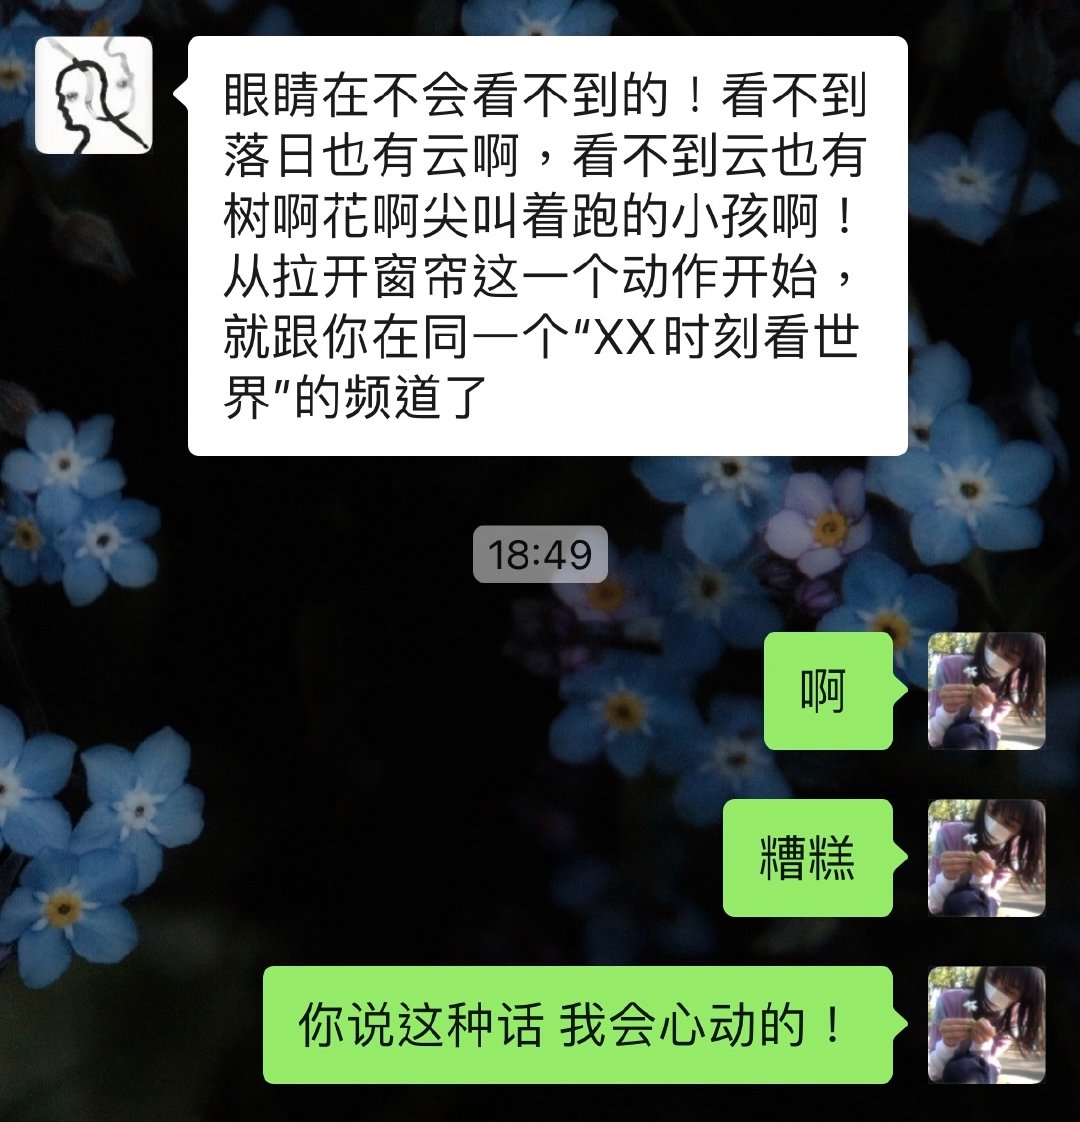 眼睛在不会看不到的！看不到
落日也有云啊，看不到云也有
树啊花啊尖叫着跑的小孩啊！
从拉开窗帘这一个动作开始，
就跟你在同一个“XX时刻看世
界”的频道了
18:49
啊
糟糕
你说这种话 我会心动的！